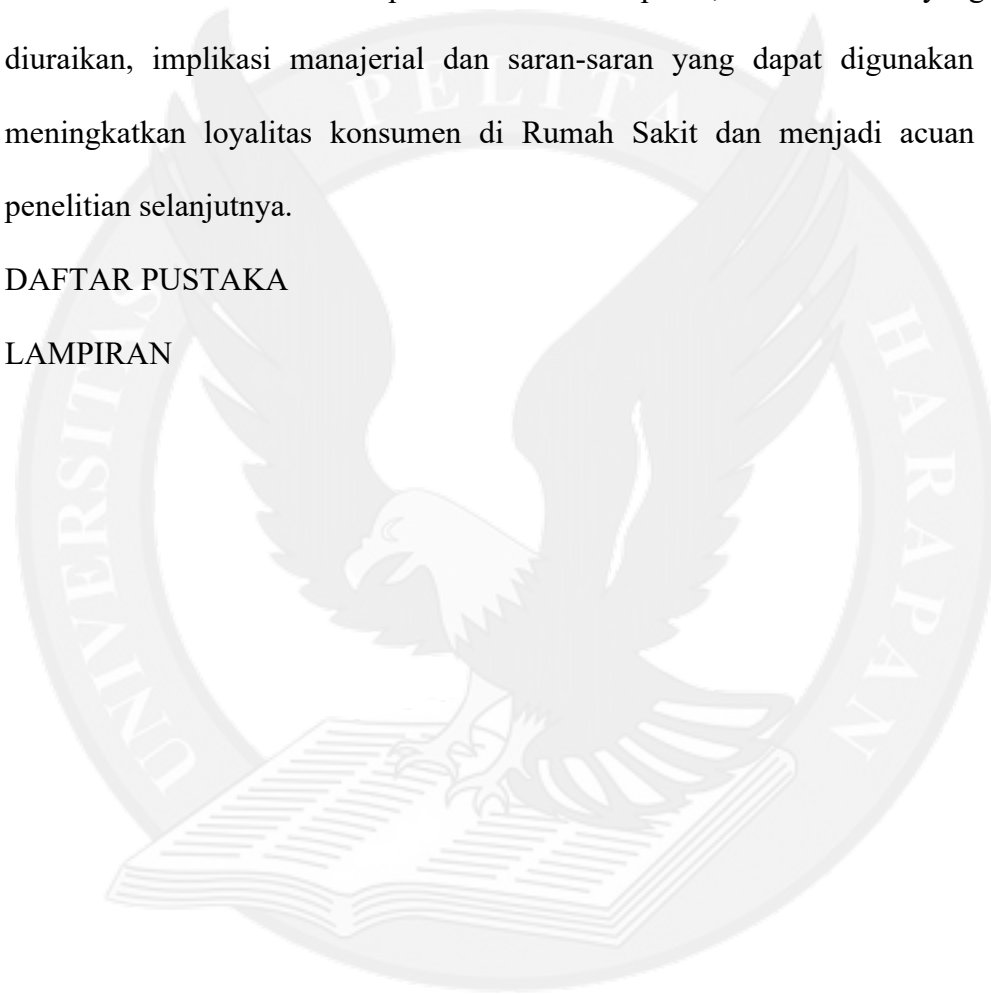 diuraikan, implikasi manajerial dan saran-saran yang dapat digunakan
meningkatkan loyalitas konsumen di Rumah Sakit dan menjadi acuan
penelitian selanjutnya.
DAFTAR PUSTAKA
LAMPIRAN
UNIVERSITAS PELITA HARAPAN